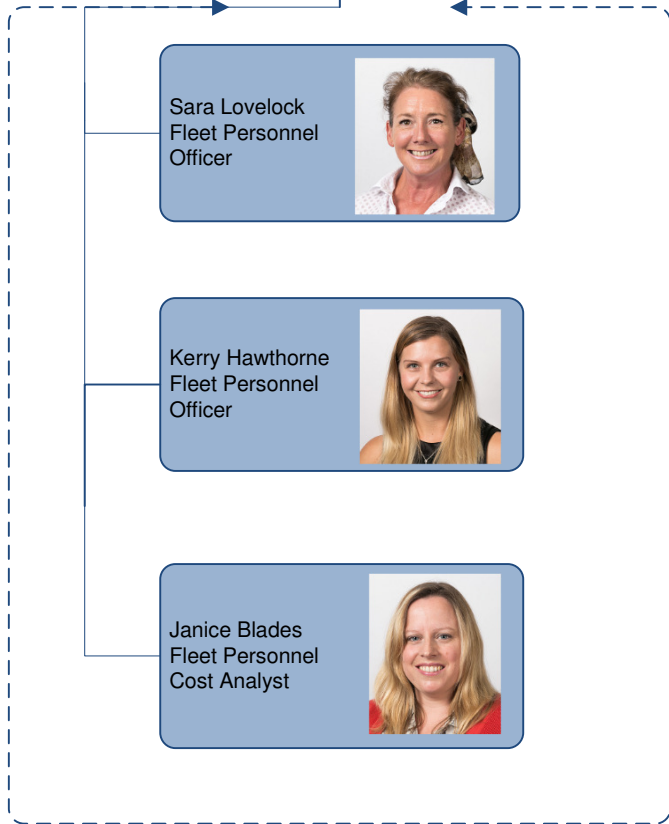 Sara Lovelock
Fleet Personnel
Officer
Kerry Hawthorne
Fleet Personnel
Officer
Janice Blades
Fleet Personnel
Cost Analyst